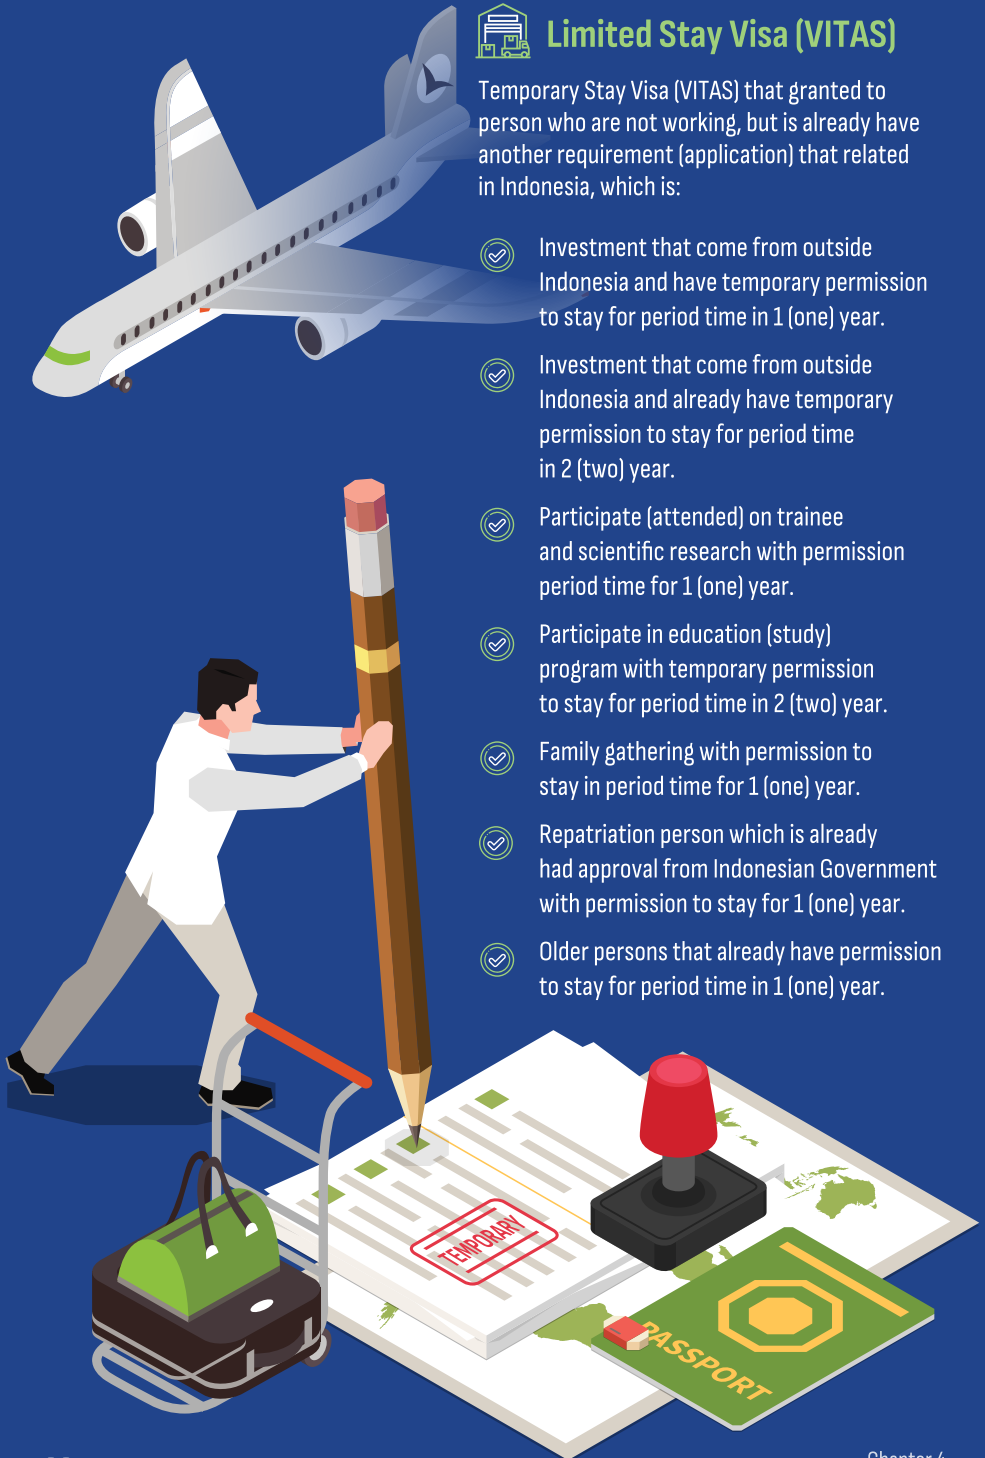 Limited Stay Visa (VITAS)
Temporary Stay Visa (VITAS) that granted to
person who are not working, but is already have
another requirement (application) that related
in Indonesia, which is:
Investment that come from outside
Indonesia and have temporary permission
to stay for period time in 1 (one) year.
Investment that come from outside
Indonesia and already have temporary
permission to stay for period time
in 2 (two) year.
Participate (attended) on trainee
and scientific research with permission
period time for 1 (one) year.
Participate in education (study)
program with temporary permission
to stay for period time in 2 (two) year.
Family gathering with permission to
stay in period time for 1 (one) year.
Repatriation person which is already
had approval from Indonesian Government
with permission to stay for 1 (one) year.
Older persons that already have permission
to stay for period time in 1 (one) year.
TEMPORARY
PASSPORT
Chapter 4